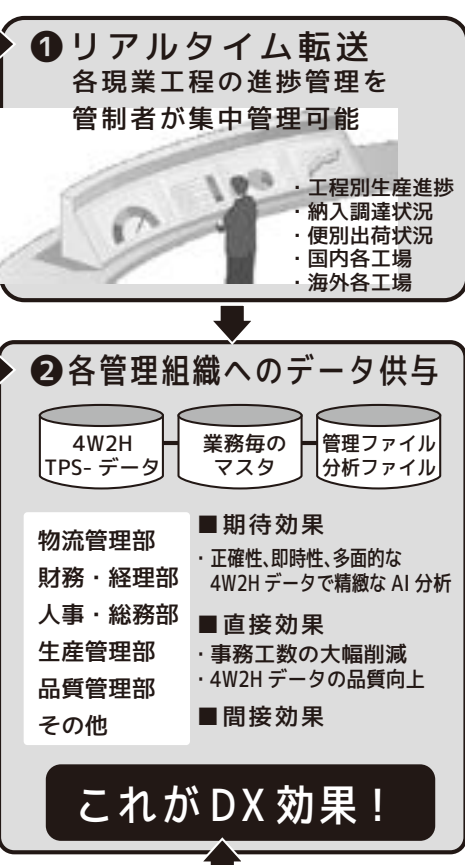 ❶リアルタイム転送
各現業工程の進捗管理を
管制者が集中管理可能
・工程別生産進捗
・納入調達状況
・便別出荷状況
・国内各工場
・海外各工場
❷各管理組織へのデータ供与
4W2H
TPS- データ
業務毎の
マスタ
管理ファイル
分析ファイル
物流管理部
財務・経理部
人事・総務部
生産管理部
品質管理部
その他
■期待効果
・正確性、即時性、多面的な
4W2H データで精緻な AI 分析
■直接効果
・事務工数の大幅削減
・4W2H データの品質向上
■間接効果
これが DX 効果！